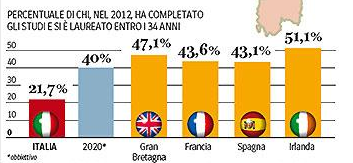 PERCENTUALE DI CHI, NEL 2012, HA COMPLETATO
GLI STUDI E SI È LAUREATO ENTRO I 34 ANNI
50
40
30
20
10
0
21,7%
40%
47,1%
43,6%
43,1%
51,1%
ITALIA
2020*
Gran
Bretagna
Francia
Spagna
Irlanda
*obbiettivo